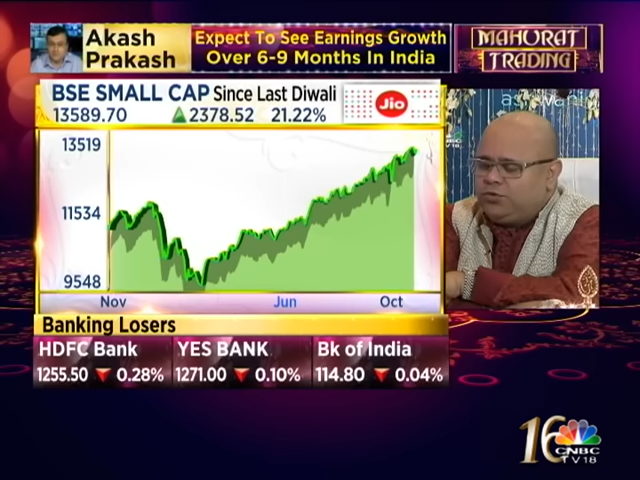 Akash
Prakash
Expect To See Earnings Growth
Over 6-9 Months In India
MAHURAT
TRADING
BSE SMALL CAP Since Last Diwali
13589.70 2378.52 21.22%
Jio
13519
11534
9548
Nov Jun Oct
Banking Losers
HDFC Bank YES BANK Bk of India
1255.50 0.28% 1271.00 0.10% 114.80 0.04%
16
CNBC
TV18